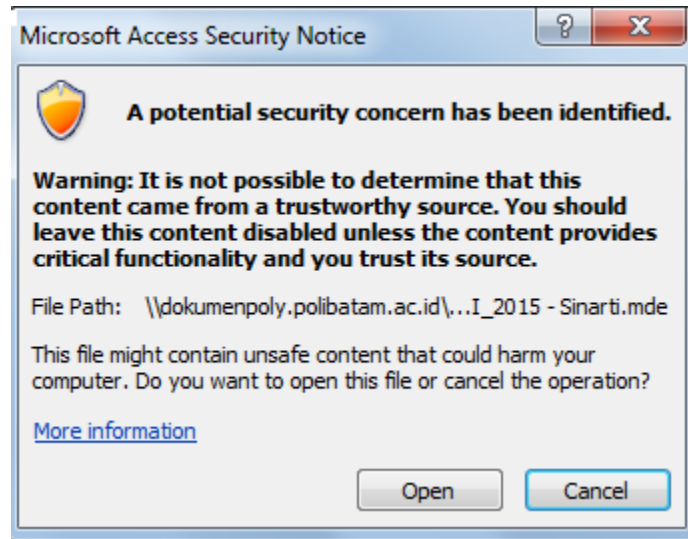 Microsoft Access Security Notice
A potential security concern has been identified.
Warning: It is not possible to determine that this
content came from a trustworthy source. You should
leave this content disabled unless the content provides
critical functionality and you trust its source.
File Path: \\dokumenpoly.polibatam.ac.id\...I_2015 - Sinarti.mde
This file might contain unsafe content that could harm your
computer. Do you want to open this file or cancel the operation?
More information
Open Cancel